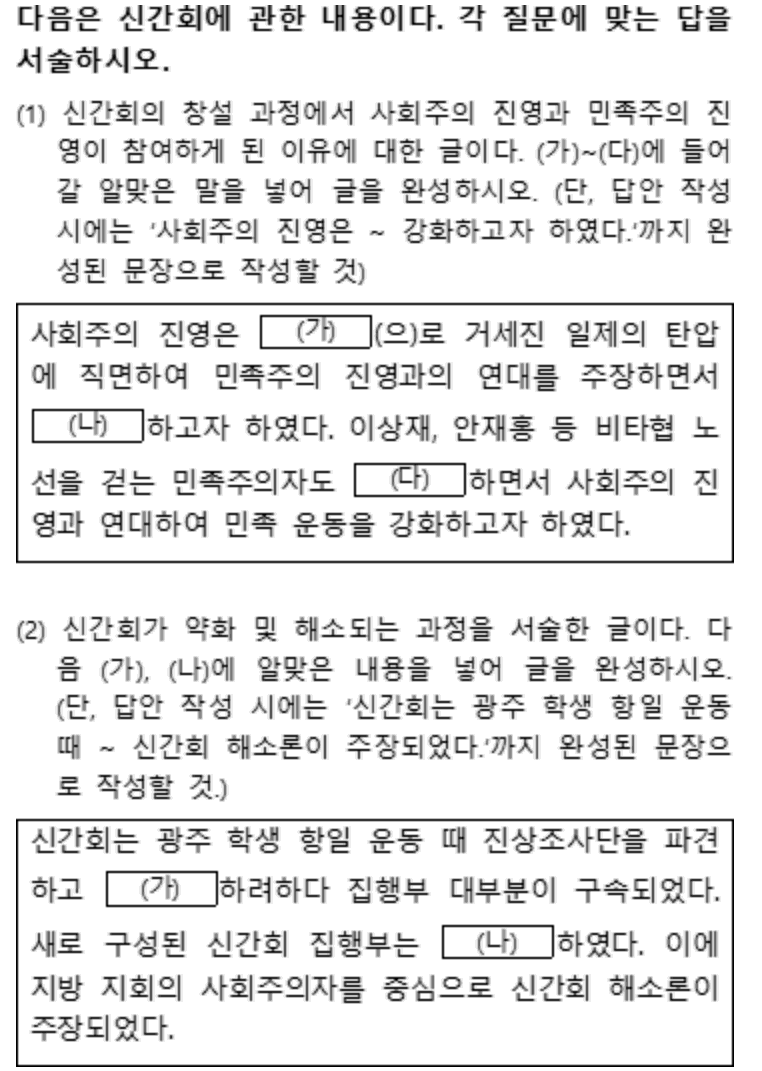 다음은 신간회에 관한 내용이다. 각 질문에 맞는 답을
서술하시오.
(1) 신간회의 창설 과정에서 사회주의 진영과 민족주의 진
영이 참여하게 된 이유에 대한 글이다. (가)~(다)에 들어
갈 알맞은 말을 넣어 글을 완성하시오. (단, 답안 작성
시에는 '사회주의 진영은 ~ 강화하고자 하였다.'까지 완
성된 문장으로 작성할 것)
사회주의 진영은 (가) (으)로 거세진 일제의 탄압
에 직면하여 민족주의 진영과의 연대를 주장하면서
(나) 하고자 하였다. 이상재, 안재홍 등 비타협 노
선을 걷는 민족주의자도 (다) 하면서 사회주의 진
영과 연대하여 민족 운동을 강화하고자 하였다.
(2) 신간회가 약화 및 해소되는 과정을 서술한 글이다. 다
음 (가), (나)에 알맞은 내용을 넣어 글을 완성하시오.
(단, 답안 작성 시에는 '신간회는 광주 학생 항일 운동
때 ~ 신간회 해소론이 주장되었다.'까지 완성된 문장으
로 작성할 것.)
신간회는 광주 학생 항일 운동 때 진상조사단을 파견
하고 (가) 하려하다 집행부 대부분이 구속되었다.
새로 구성된 신간회 집행부는 (나) 하였다. 이에
지방 지회의 사회주의자를 중심으로 신간회 해소론이
주장되었다.